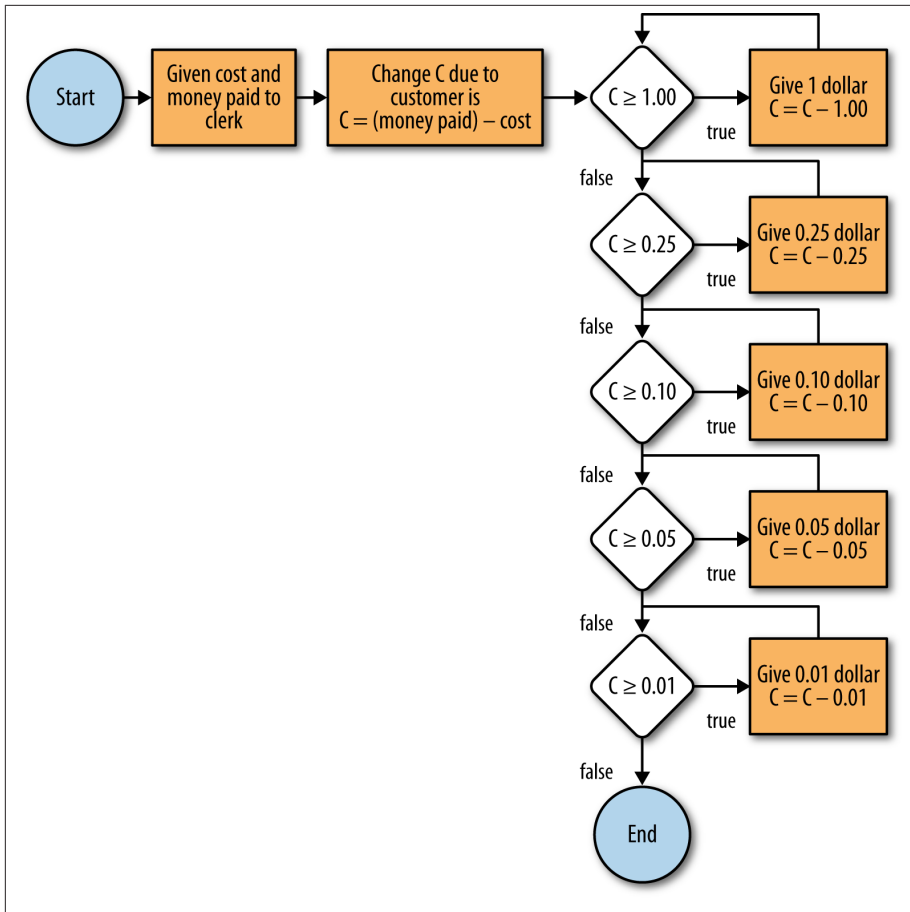 Start
Given cost and
money paid to
clerk
Change C due to
customer is
C = (money paid) – cost
C ≥ 1.00
true
Give 1 dollar
C = C – 1.00
false
C ≥ 0.25
true
Give 0.25 dollar
C = C – 0.25
false
C ≥ 0.10
true
Give 0.10 dollar
C = C – 0.10
false
C ≥ 0.05
true
Give 0.05 dollar
C = C – 0.05
false
C ≥ 0.01
true
Give 0.01 dollar
C = C – 0.01
false
End